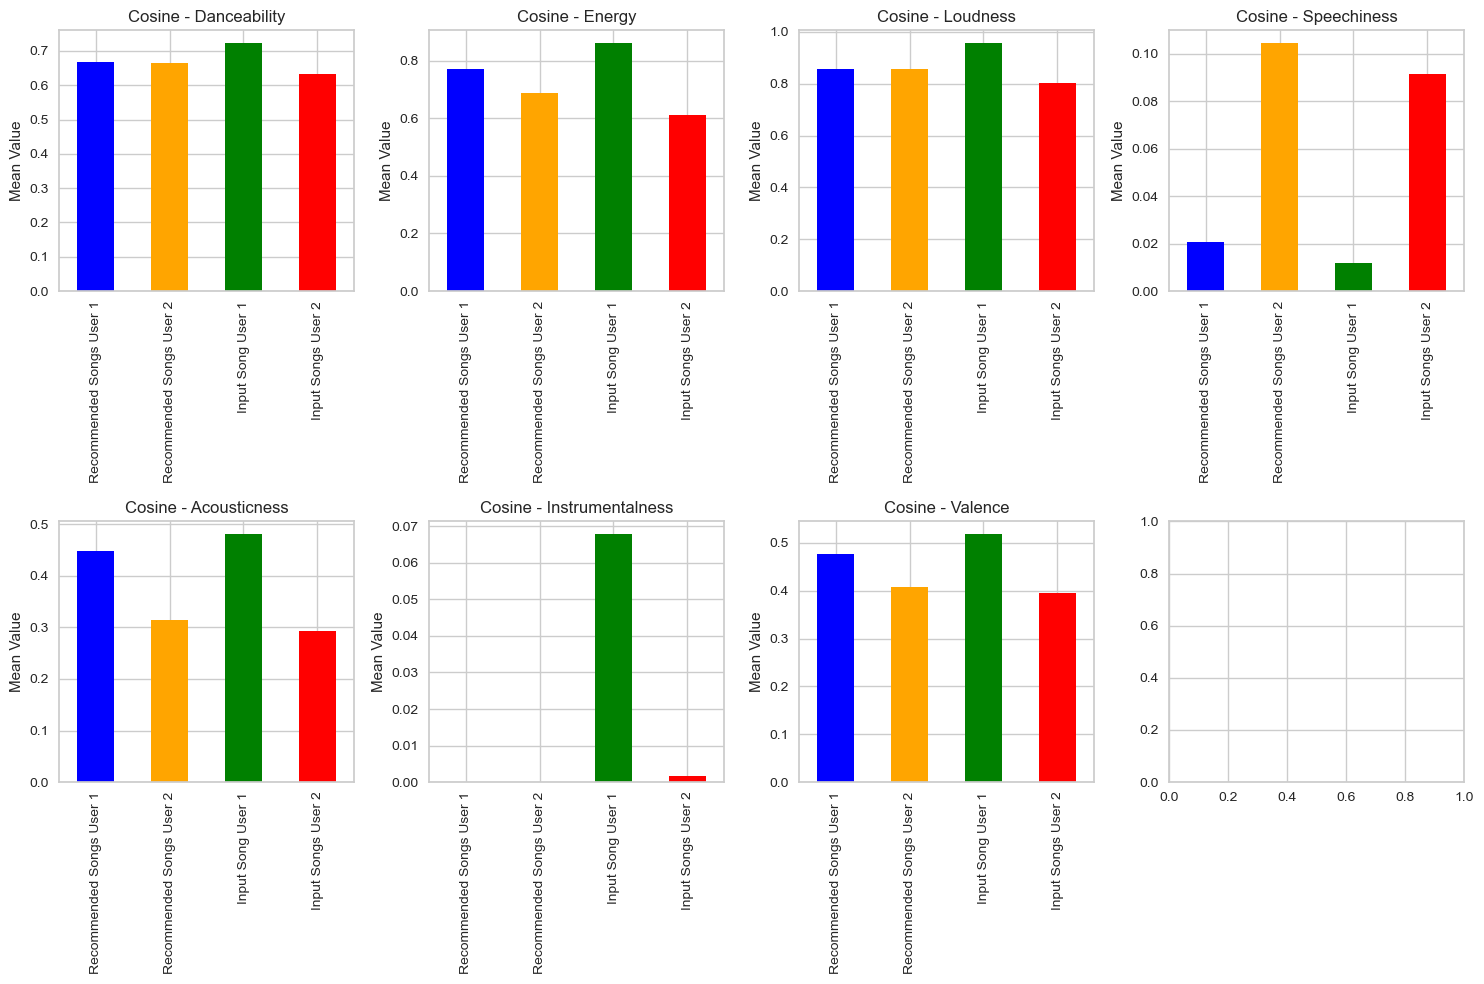 Cosine - Danceability
Mean Value
0.7
0.6
0.5
0.4
0.3
0.2
0.1
0.0
Recommended Songs User 1
Recommended Songs User 2
Input Song User 1
Input Songs User 2
Cosine - Energy
Mean Value
0.8
0.6
0.4
0.2
0.0
Recommended Songs User 1
Recommended Songs User 2
Input Song User 1
Input Songs User 2
Cosine - Loudness
Mean Value
1.0
0.8
0.6
0.4
0.2
0.0
Recommended Songs User 1
Recommended Songs User 2
Input Song User 1
Input Songs User 2
Cosine - Speechiness
Mean Value
0.10
0.08
0.06
0.04
0.02
0.00
Recommended Songs User 1
Recommended Songs User 2
Input Song User 1
Input Songs User 2
Cosine - Acousticness
Mean Value
0.5
0.4
0.3
0.2
0.1
0.0
Recommended Songs User 1
Recommended Songs User 2
Input Song User 1
Input Songs User 2
Cosine - Instrumentalness
Mean Value
0.07
0.06
0.05
0.04
0.03
0.02
0.01
0.00
Recommended Songs User 1
Recommended Songs User 2
Input Song User 1
Input Songs User 2
Cosine - Valence
Mean Value
0.5
0.4
0.3
0.2
0.1
0.0
Recommended Songs User 1
Recommended Songs User 2
Input Song User 1
Input Songs User 2
1.0
0.8
0.6
0.4
0.2
0.0
0.0 0.2 0.4 0.6 0.8 1.0